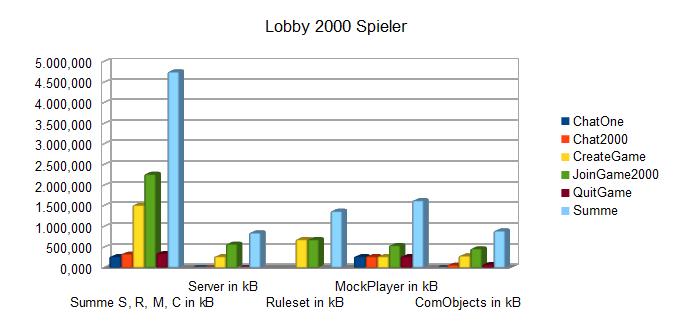 Lobby 2000 Spieler
5.000,000
4.500,000
4.000,000
3.500,000
3.000,000
2.500,000
2.000,000
1.500,000
1.000,000
500,000
0,000
ChatOne
Chat2000
CreateGame
JoinGame2000
QuitGame
Summe
Server in kB
MockPlayer in kB
Summe S, R, M, C in kB
Ruleset in kB
ComObjects in kB